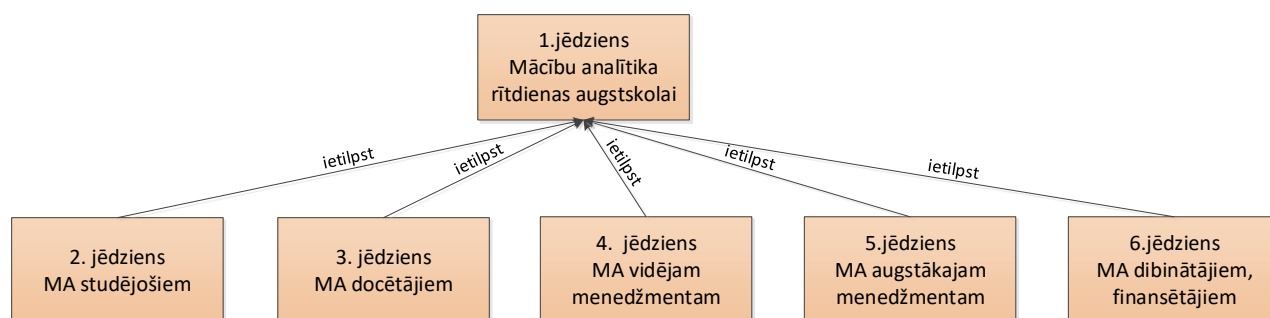 1.jēdziens
Mācību analītika
rītdienas augstskolai
ietilpst
ietilpst
ietilpst
ietilpst
ietilpst
2. jēdziens
MA studējošiem
3. jēdziens
MA docētājiem
4. jēdziens
MA vidējam
menedžmentam
5.jēdziens
MA augstākajam
menedžmentam
6.jēdziens
MA dibinātājiem,
finansētājiem